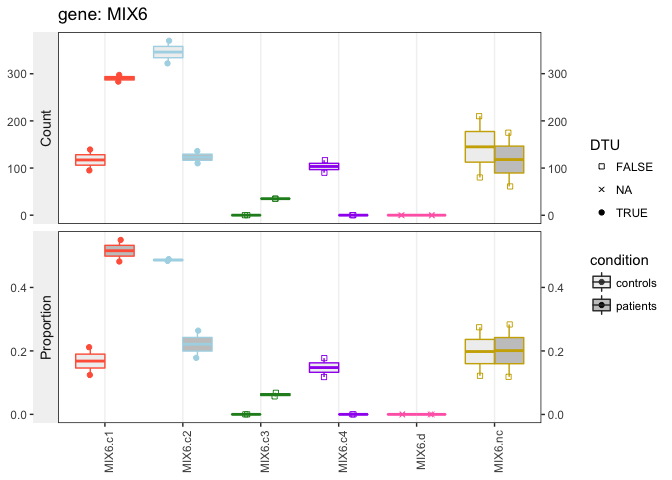 gene: MIX6
Count
300
200
100
0
300
200
100
0
Proportion
0.4
0.2
0.0
0.4
0.2
0.0
MIX6.c1
MIX6.c2
MIX6.c3
MIX6.c4
MIX6.d
MIX6.nc
DTU
FALSE
NA
TRUE
condition
controls
patients